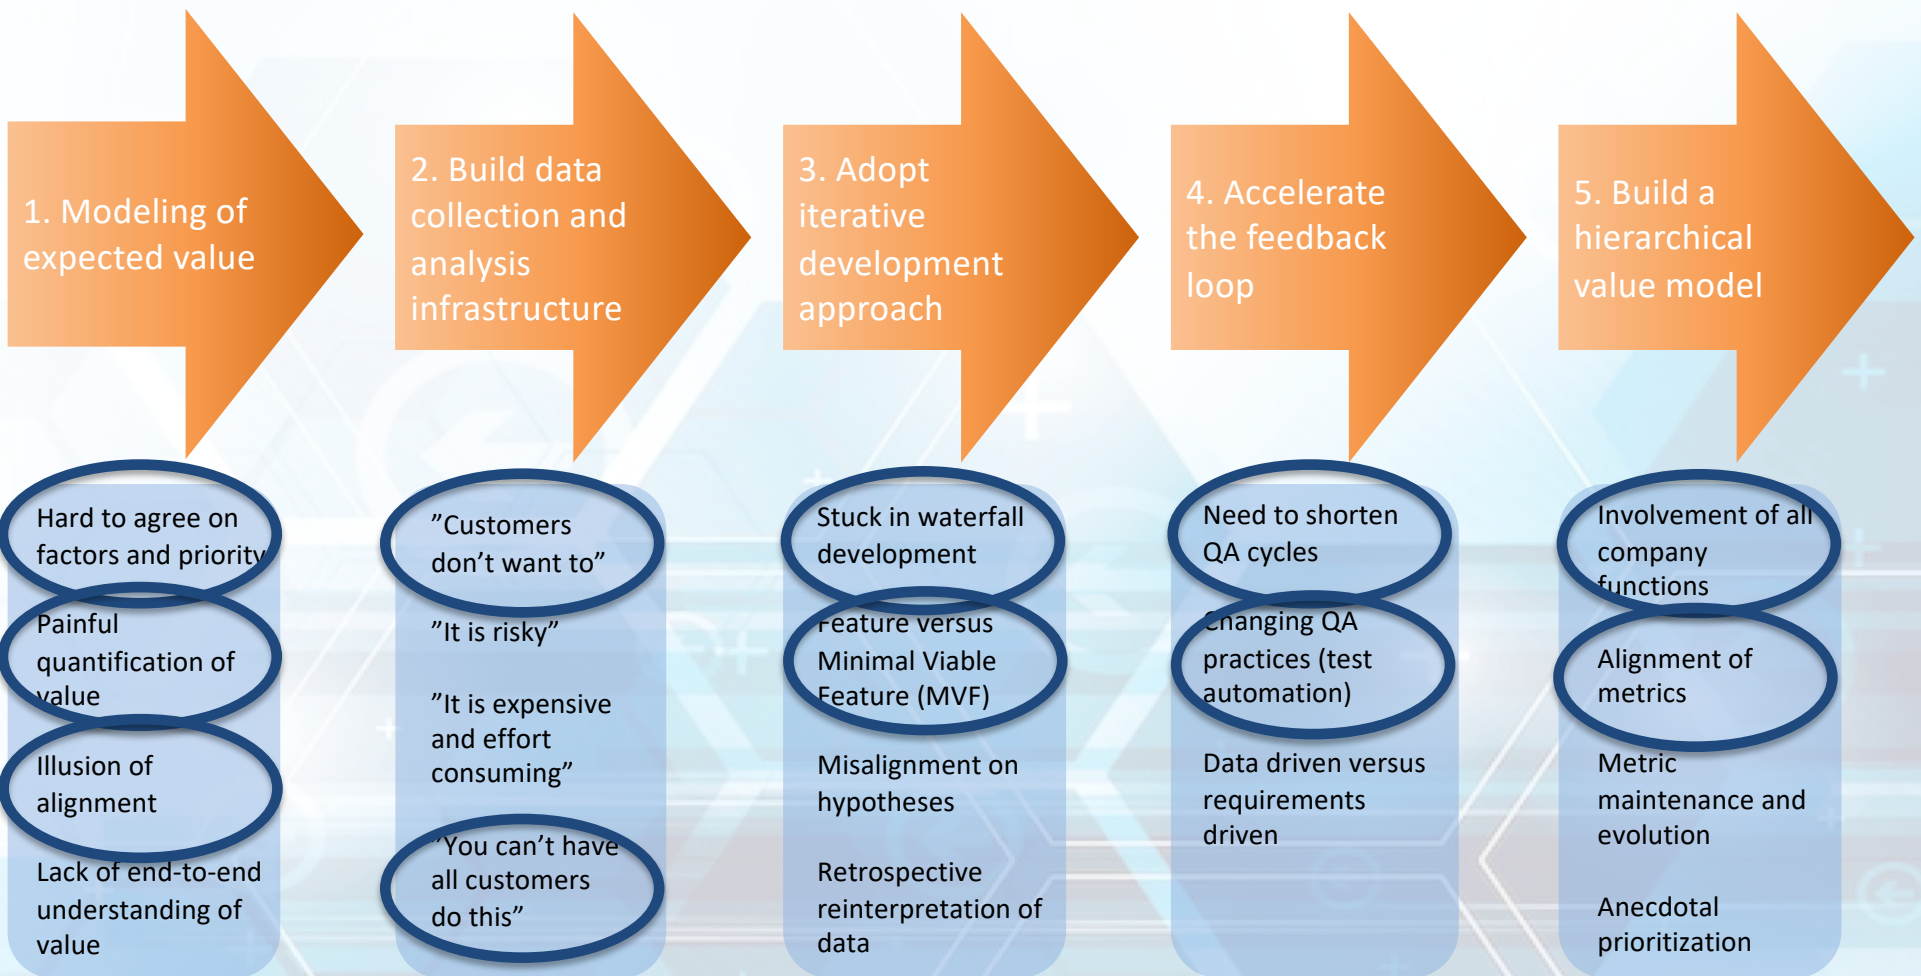 1. Modeling of
expected value
2. Build data
collection and
analysis
infrastructure
3. Adopt
iterative
development
approach
4. Accelerate
the feedback
loop
5. Build a
hierarchical
value model
Hard to agree on
factors and priority
Painful
quantification of
value
Illusion of
alignment
Lack of end-to-end
understanding of
value
”Customers
don’t want to”
”It is risky”
”It is expensive
and effort
consuming”
”You can’t have
all customers
do this”
Stuck in waterfall
development
Feature versus
Minimal Viable
Feature (MVF)
Misalignment on
hypotheses
Retrospective
reinterpretation of
data
Need to shorten
QA cycles
Changing QA
practices (test
automation)
Data driven versus
requirements
driven
Involvement of all
company
functions
Alignment of
metrics
Metric
maintenance and
evolution
Anecdotal
prioritization